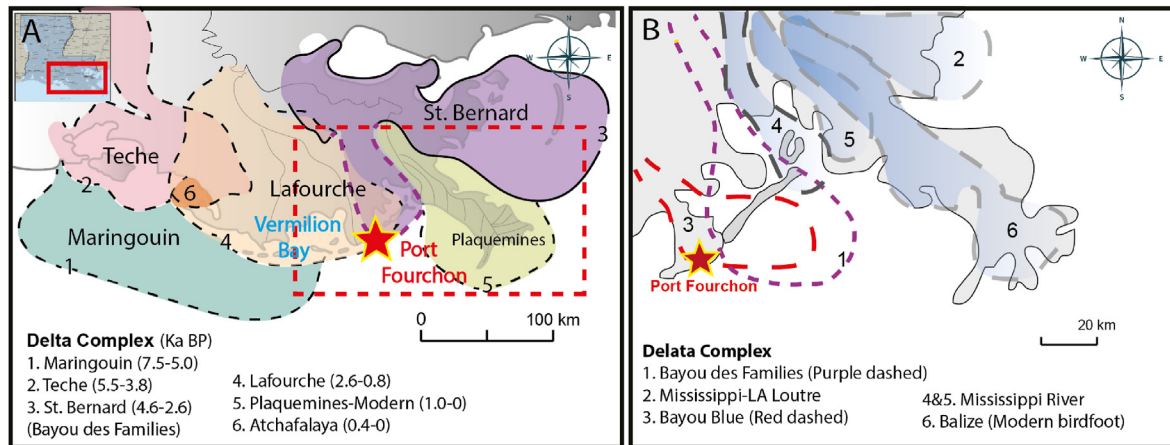 A
N
W
E
S
St. Bernard
3
Teche
2
6
Lafourche
Vermilion
Bay
4
Maringouin
1
Port
Fourchon
Plaquemines
5
0 100 km
Delta Complex (Ka BP)
1. Maringouin (7.5-5.0)
2. Teche (5.5-3.8)
3. St. Bernard (4.6-2.6)
(Bayou des Families)
4. Lafourche (2.6-0.8)
5. Plaquemines-Modern (1.0-0)
6. Atchafalaya (0.4-0)
B
N
W
E
S
2
4
5
3
1
6
Port Fourchon
20 km
Delata Complex
1. Bayou des Families (Purple dashed)
2. Mississippi-LA Loutre
3. Bayou Blue (Red dashed)
4&5. Mississippi River
6. Balize (Modern birdfoot)